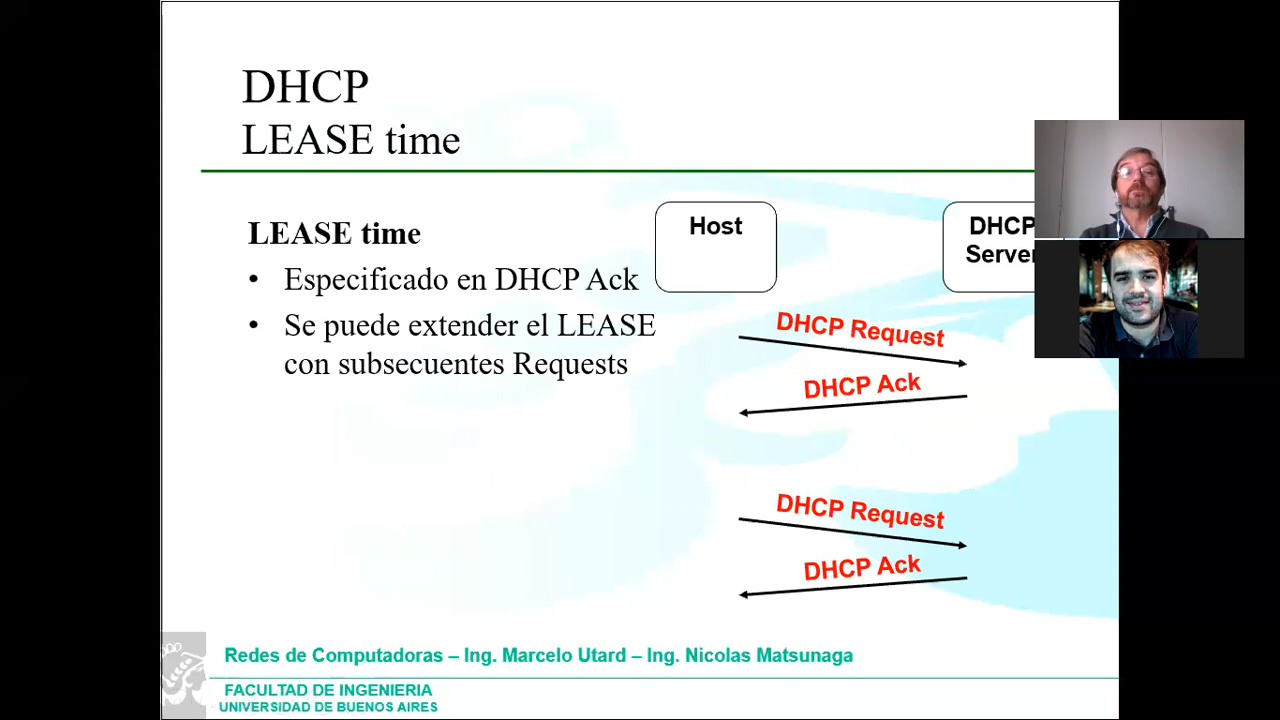 DHCP
LEASE time
LEASE time
• Especificado en DHCP Ack
• Se puede extender el LEASE
con subsecuentes Requests
Host
DHCP
Server
DHCP Request
DHCP Ack
DHCP Request
DHCP Ack
Redes de Computadoras – Ing. Marcelo Utard – Ing. Nicolas Matsunaga
FACULTAD DE INGENIERIA
UNIVERSIDAD DE BUENOS AIRES